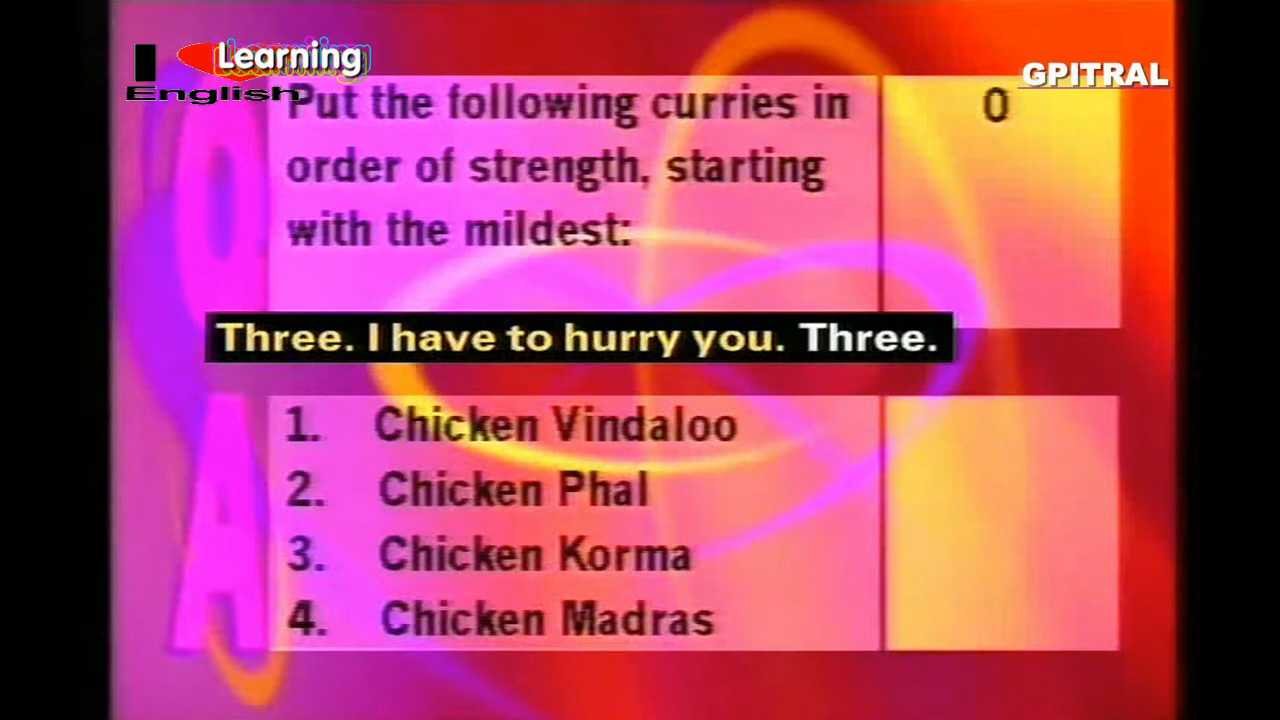 Learning
English
GPITRAL
Put the following curries in
order of strength, starting
with the mildest:
0
Q
Three. I have to hurry you. Three.
A
1. Chicken Vindaloo
2. Chicken Phal
3. Chicken Korma
4. Chicken Madras